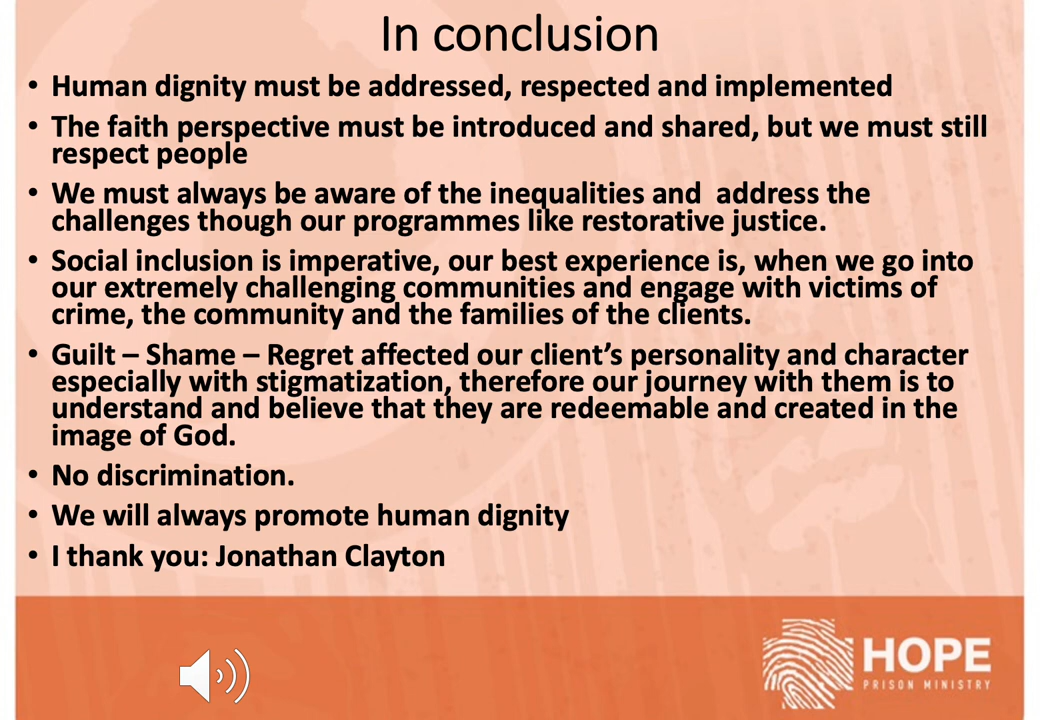 In conclusion
• Human dignity must be addressed, respected and implemented
• The faith perspective must be introduced and shared, but we must still
respect people
• We must always be aware of the inequalities and  address the
challenges though our programmes like restorative justice.
• Social inclusion is imperative, our best experience is, when we go into
our extremely challenging communities and engage with victims of
crime, the community and the families of the clients.
• Guilt – Shame – Regret affected our client’s personality and character
especially with stigmatization, therefore our journey with them is to
understand and believe that they are redeemable and created in the
image of God.
• No discrimination.
• We will always promote human dignity
• I thank you: Jonathan Clayton
HOPE
PRISON MINISTRY